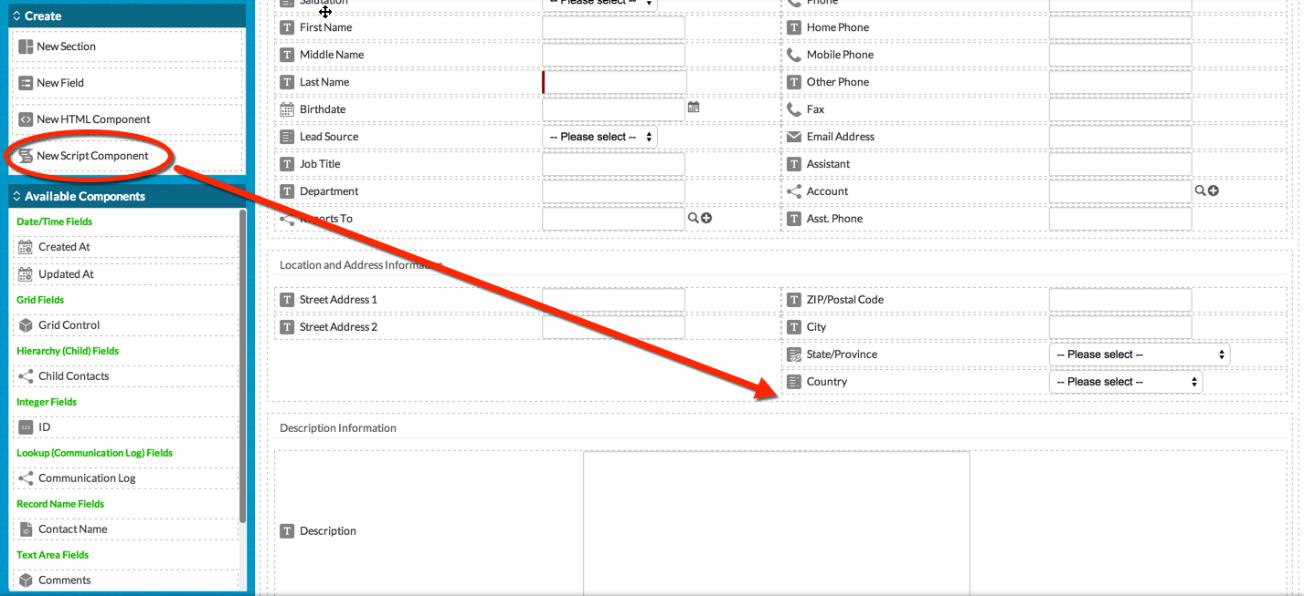 Create
New Section
New Field
New HTML Component
New Script Component
Available Components
Date/Time Fields
Created At
Updated At
Grid Fields
Grid Control
Hierarchy (Child) Fields
Child Contacts
Integer Fields
ID
Lookup (Communication Log) Fields
Communication Log
Record Name Fields
Contact Name
Text Area Fields
Comments
Salutation -- Please select -- Phone
First Name Home Phone
Middle Name Mobile Phone
Last Name Other Phone
Birthdate Fax
Lead Source -- Please select -- Email Address
Job Title Assistant
Department Account
Reports To Asst. Phone
Location and Address Information
Street Address 1 ZIP/Postal Code
Street Address 2 City
State/Province -- Please select --
Country -- Please select --
Description Information
Description